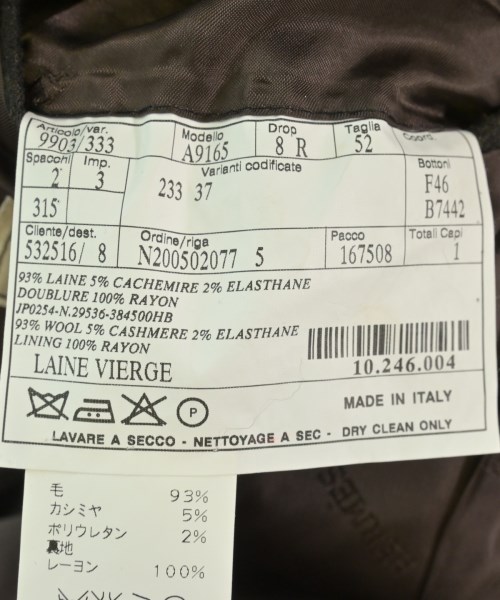 Articolo/var. Modello Drop Taglia Coord.
9903/333 A9165 8 R 52
Spacchi Imp. Varianti codificate Bottoni
2 3 233 37 F46
315 B7442
Cliente/dest. Ordine/riga Pacco Totali Capi
532516/ 8 N200502077 5 167508 1
93% LAINE 5% CACHEMIRE 2% ELASTHANE
DOUBLURE 100% RAYON
JP0254-N.29536-384500HB
93% WOOL 5% CASHMERE 2% ELASTHANE
LINING 100% RAYON
LAINE VIERGE
10.246.004
P
MADE IN ITALY
LAVARE A SECCO - NETTOYAGE A SEC - DRY CLEAN ONLY
毛 93%
カシミヤ 5%
ポリウレタン 2%
裏地
レーヨン 100%
HERMÈS